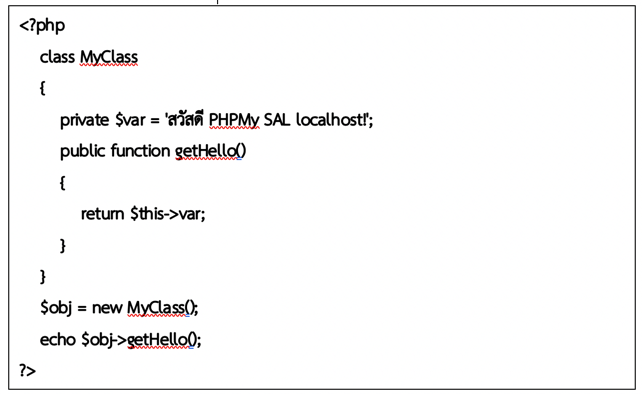 <?php
class MyClass
{
private $var = 'สวัสดี PHPMy SAL localhost!';
public function getHello()
{
return $this->var;
}
}
$obj = new MyClass();
echo $obj->getHello();
?>